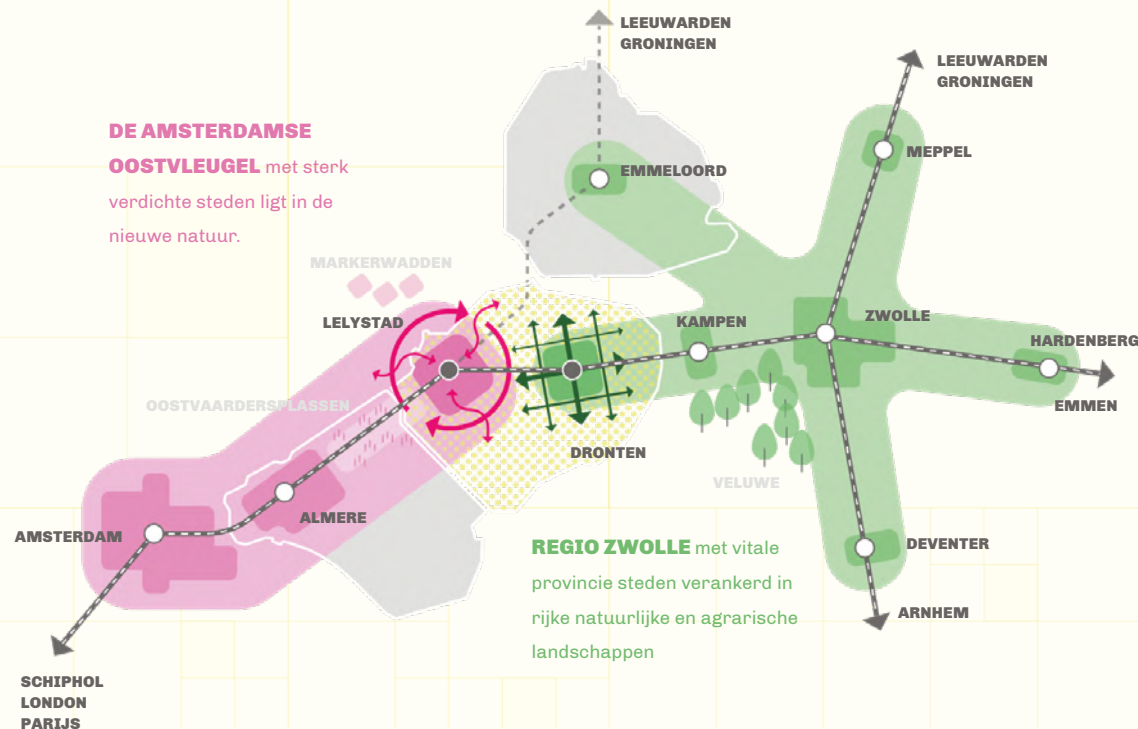 LEEUWARDEN
GRONINGEN
LEEUWARDEN
GRONINGEN
DE AMSTERDAMSE
OOSTVLEUGEL met sterk
verdichte steden ligt in de
nieuwe natuur.
MEPPEL
EMMELOORD
MARKERWADDEN
LELYSTAD
KAMPEN
ZWOLLE
HARDENBERG
EMMEN
OOSTVAARDERSPLASSEN
DRONTEN
VELUWE
ALMERE
AMSTERDAM
REGIO ZWOLLE met vitale
provincie steden verankerd in
rijke natuurlijke en agrarische
landschappen
DEVENTER
ARNHEM
SCHIPHOL
LONDON
PARIJS